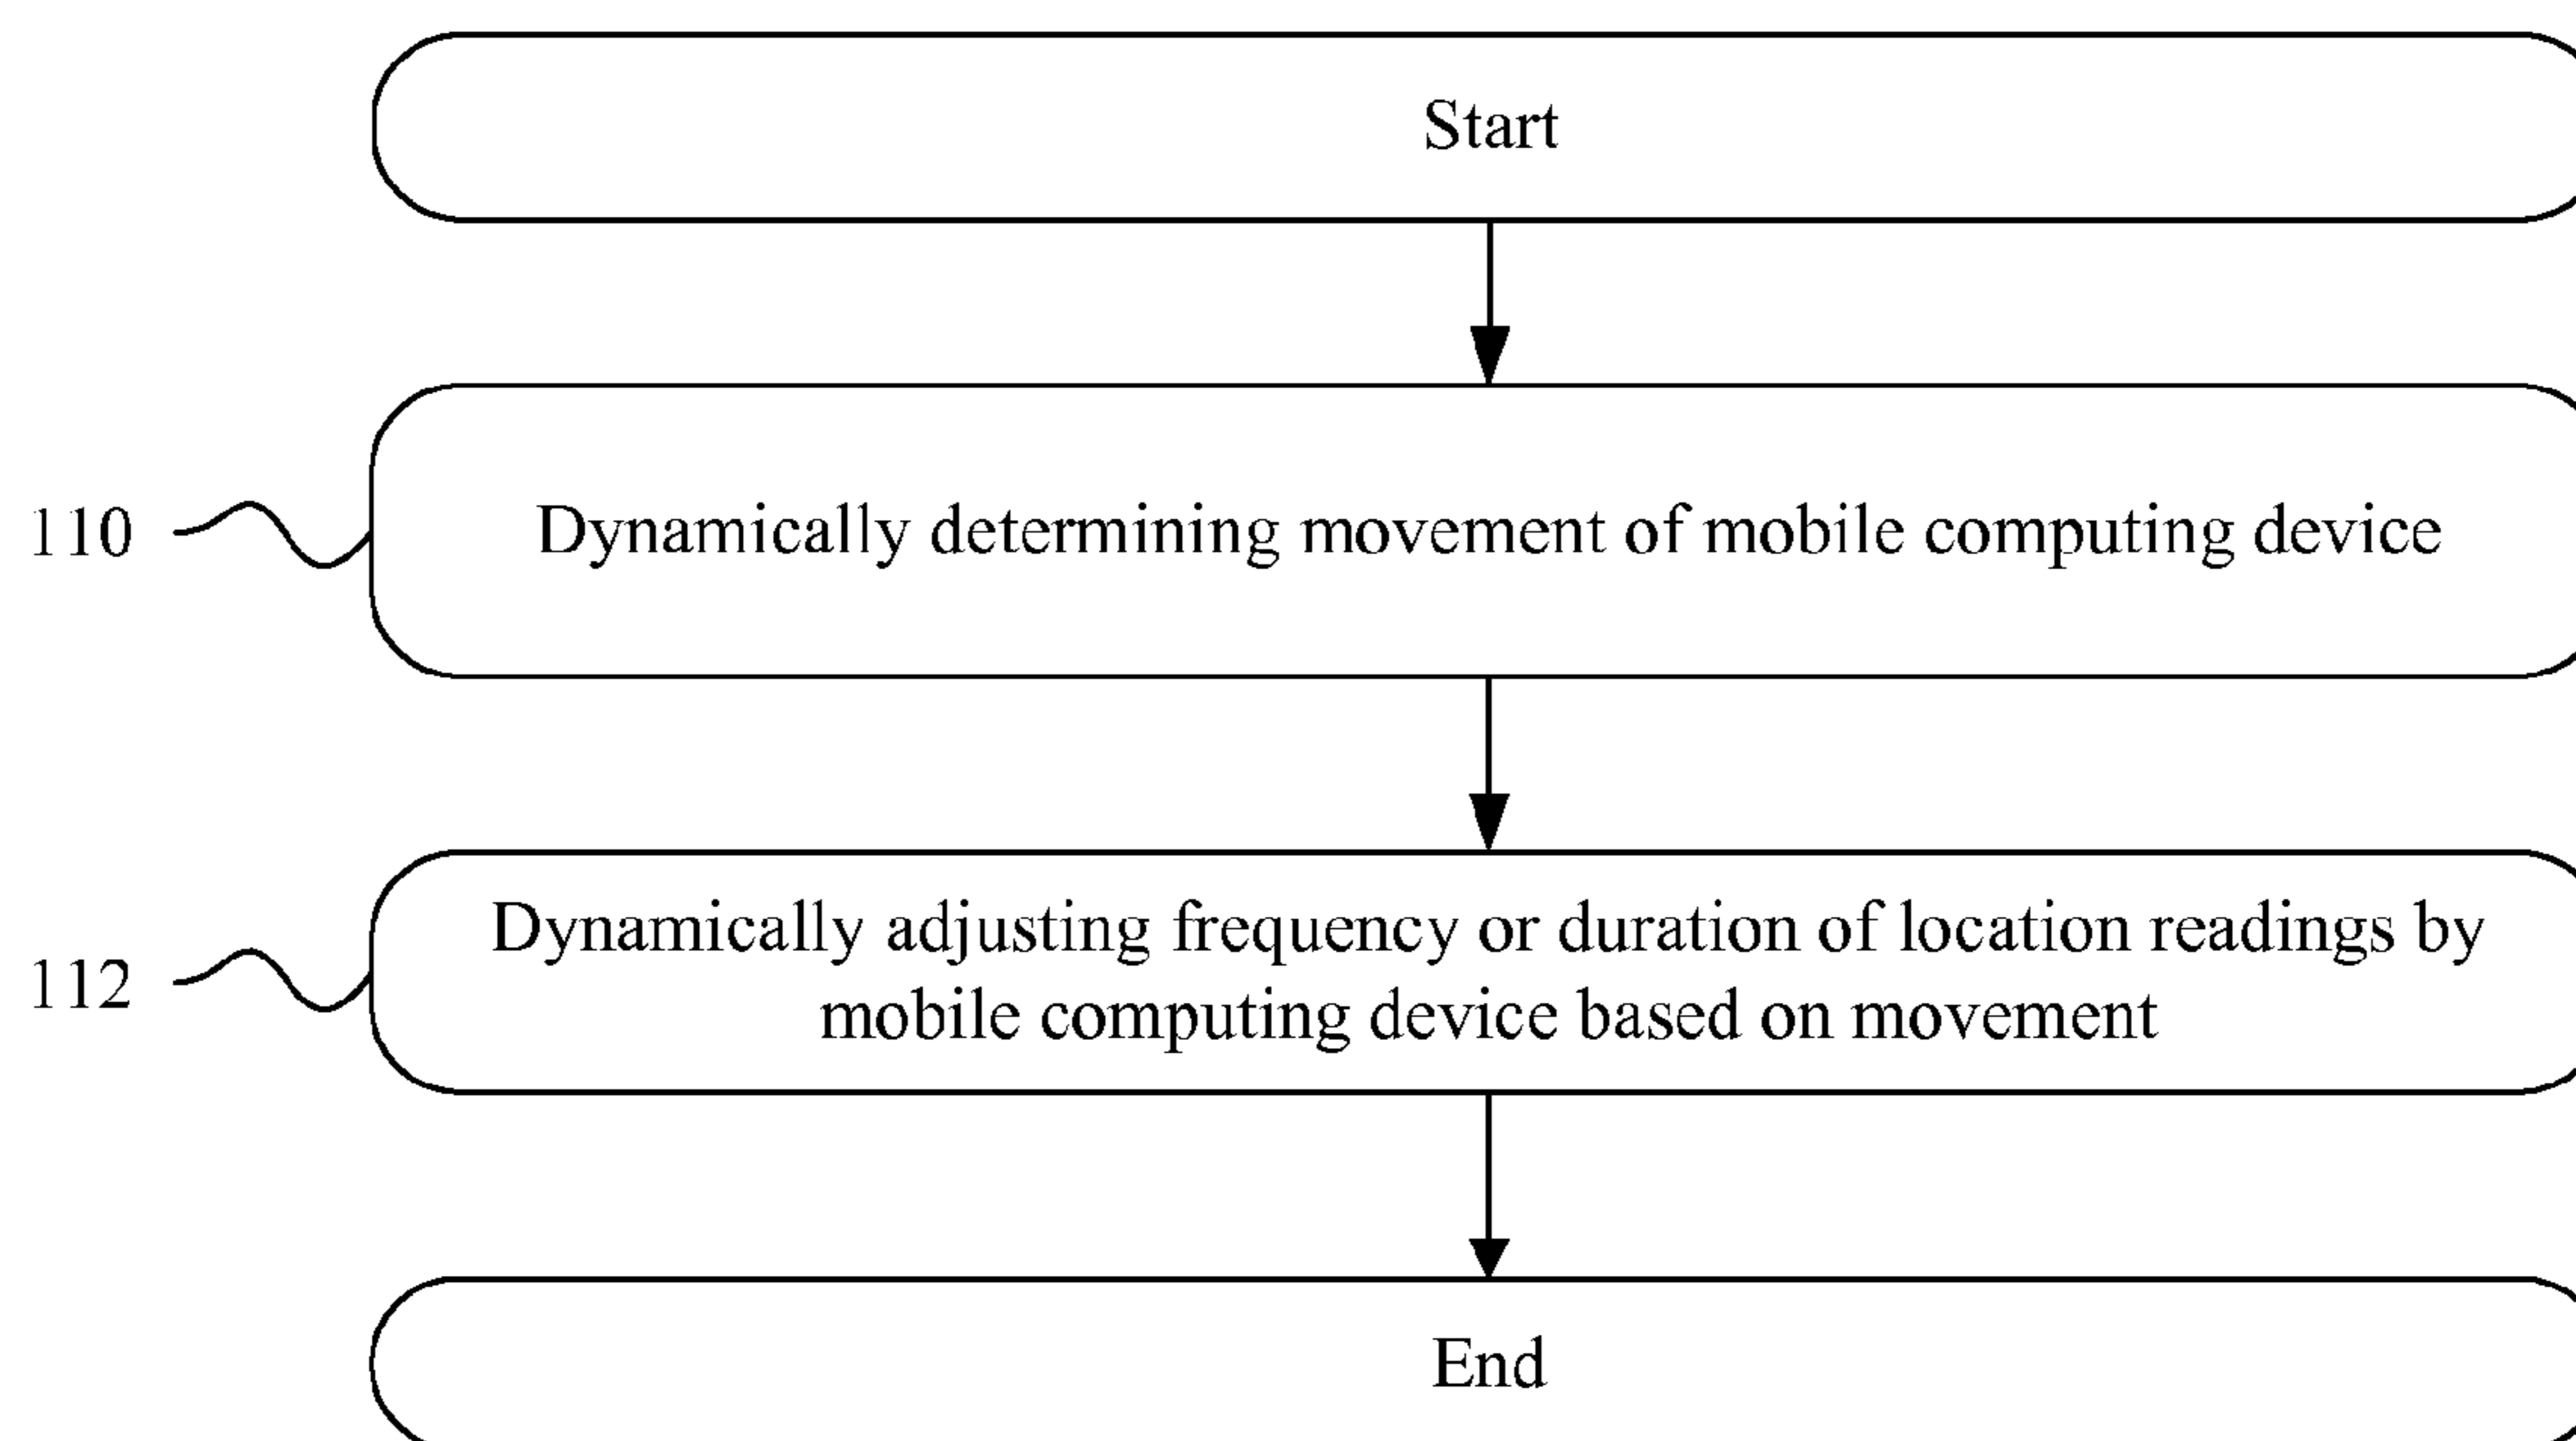 Start
110
Dynamically determining movement of mobile computing device
112
Dynamically adjusting frequency or duration of location readings by
mobile computing device based on movement
End